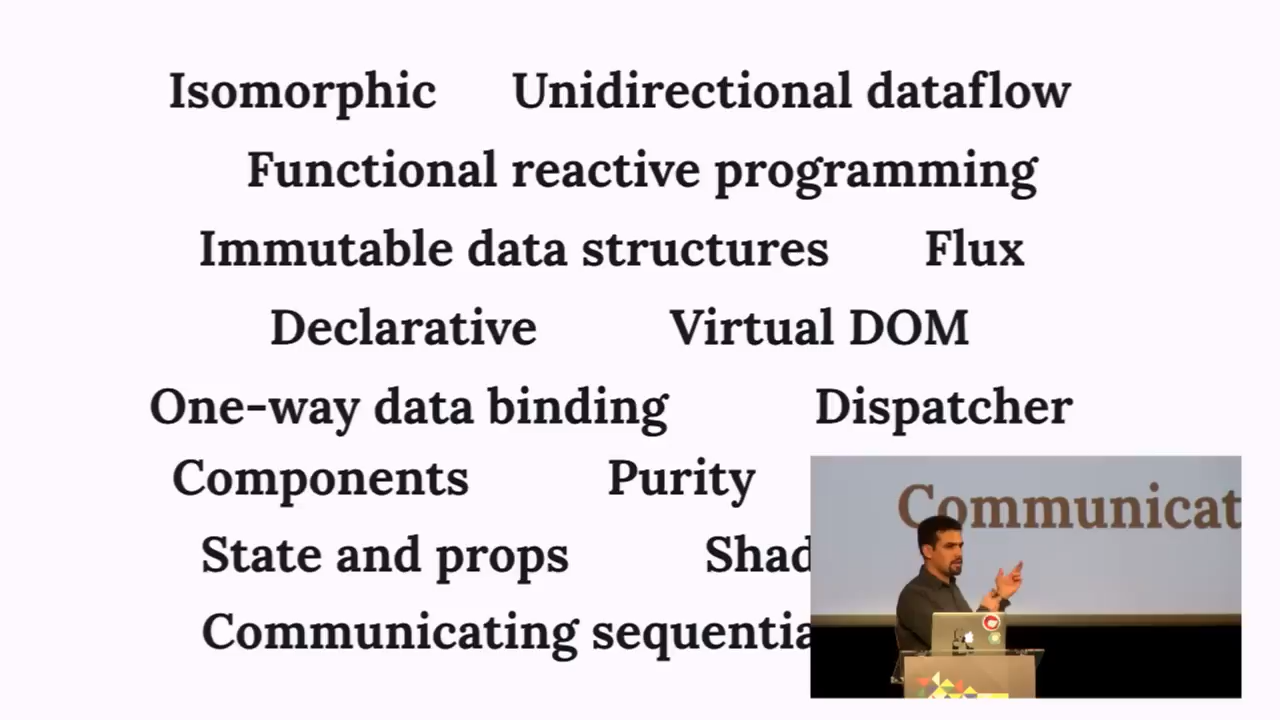 Isomorphic Unidirectional dataflow
Functional reactive programming
Immutable data structures Flux
Declarative Virtual DOM
One-way data binding Dispatcher
Components Purity
State and props
Communicating